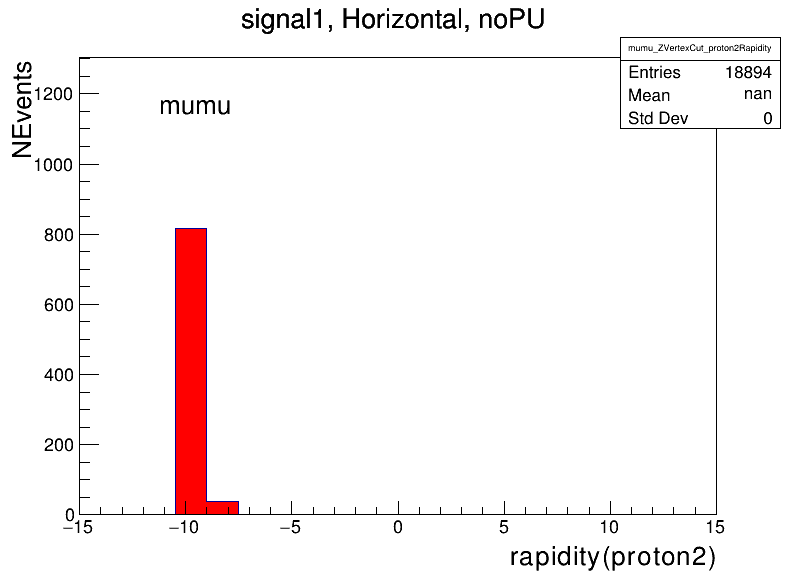 signal1, Horizontal, noPU
mumu_ZVertexCut_proton2Rapidity
Entries 18894
Mean nan
Std Dev 0
NEvents
mumu
1200
1000
800
600
400
200
0
−15 −10 −5 0 5 10 15
rapidity(proton2)